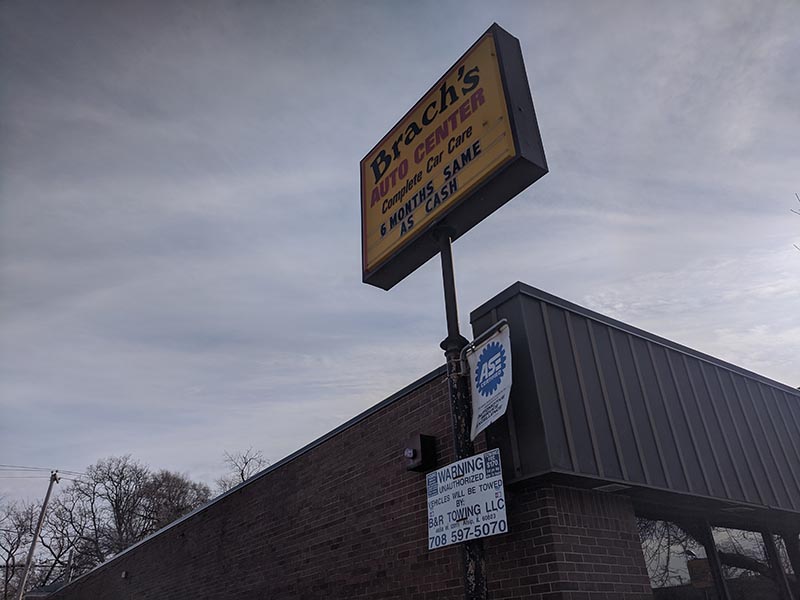 Brach's
AUTO CENTER
Complete Car Care
6 MONTHS SAME
AS CASH
ASE
WARNING
UNAUTHORIZED
VEHICLES WILL BE TOWED
BY:
B&R TOWING LLC
708 597-5070